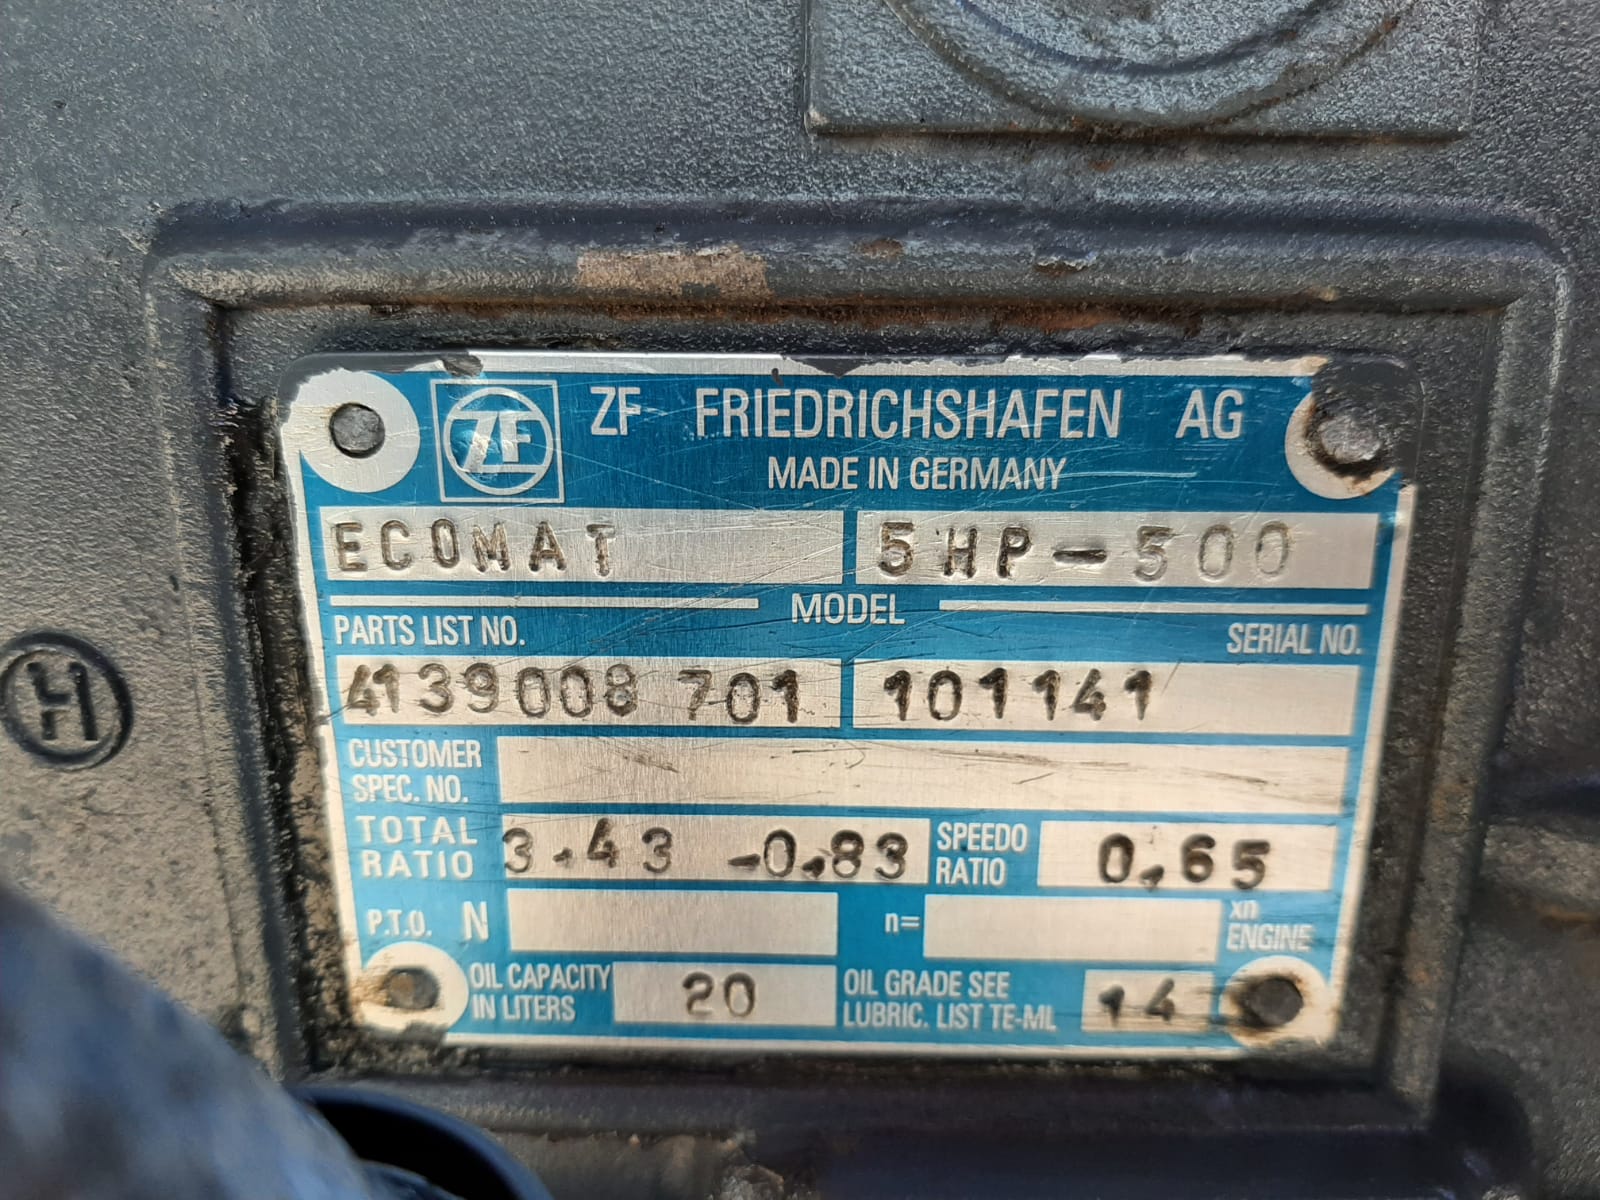 ZF ZF FRIEDRICHSHAFEN AG
MADE IN GERMANY
ECOMAT 5HP-500
MODEL
PARTS LIST NO. SERIAL NO.
4139008 701 101141
CUSTOMER
SPEC. NO.
TOTAL
RATIO 3.43 -0,83 SPEEDO
RATIO 0,65
P.T.O. N n= xn
ENGINE
OIL CAPACITY
IN LITERS 20 OIL GRADE SEE
LUBRIC. LIST TE-ML 14
H